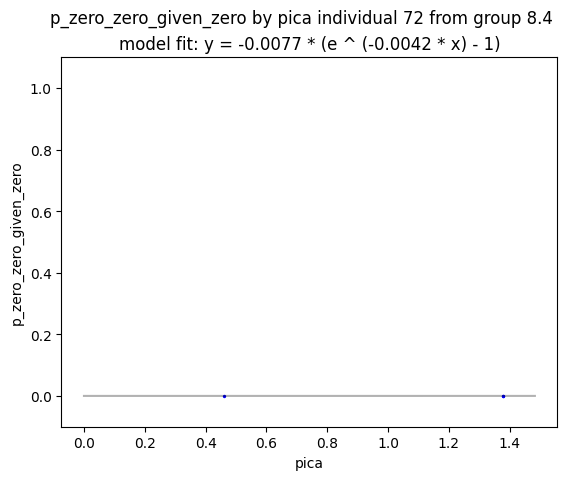 p_zero_zero_given_zero by pica individual 72 from group 8.4
model fit: y = -0.0077 * (e ^ (-0.0042 * x) - 1)
1.0
0.8
0.6
0.4
0.2
0.0
p_zero_zero_given_zero
0.0 0.2 0.4 0.6 0.8 1.0 1.2 1.4
pica